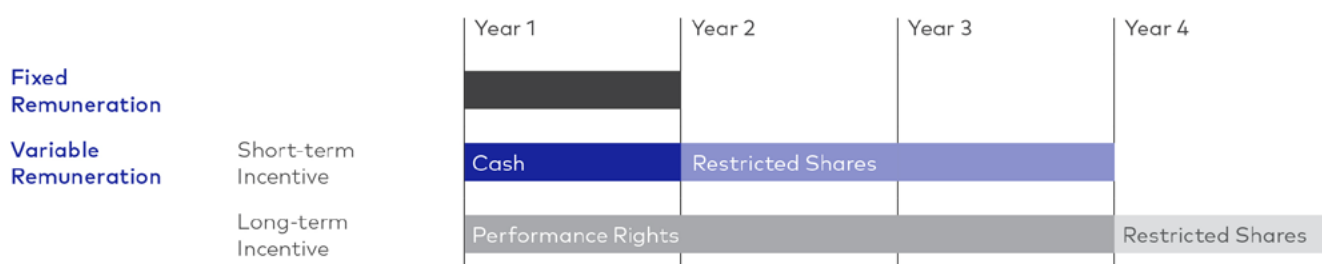 Year 1
Year 2
Year 3
Year 4
Fixed
Remuneration
Variable
Remuneration
Short-term
Incentive
Cash
Restricted Shares
Long-term
Incentive
Performance Rights
Restricted Shares